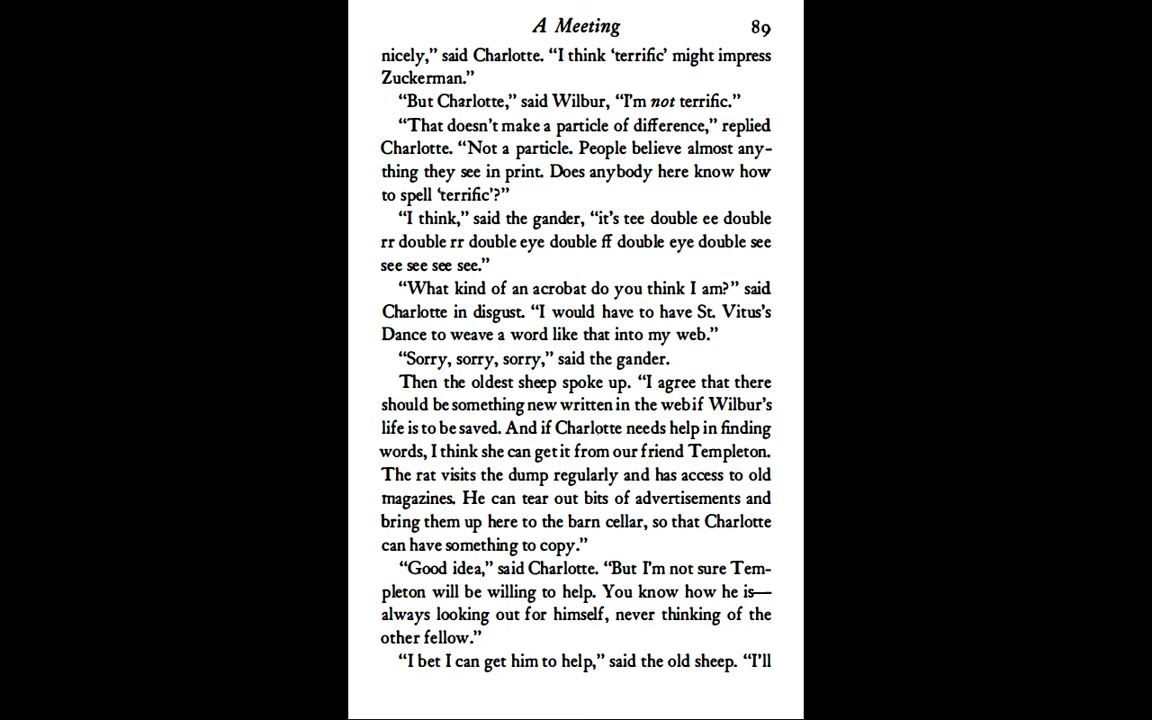 A Meeting 89
nicely,” said Charlotte. “I think ‘terrific’ might impress
Zuckerman.”
“But Charlotte,” said Wilbur, “I'm not terrific.”
“That doesn't make a particle of difference,” replied
Charlotte. “Not a particle. People believe almost any-
thing they see in print. Does anybody here know how
to spell ‘terrific’?”
“I think,” said the gander, “it's tee double ee double
rr double rr double eye double ff double eye double see
see see see see.”
“What kind of an acrobat do you think I am?” said
Charlotte in disgust. “I would have to have St. Vitus's
Dance to weave a word like that into my web.”
“Sorry, sorry, sorry,” said the gander.
Then the oldest sheep spoke up. “I agree that there
should be something new written in the web if Wilbur's
life is to be saved. And if Charlotte needs help in finding
words, I think she can get it from our friend Templeton.
The rat visits the dump regularly and has access to old
magazines. He can tear out bits of advertisements and
bring them up here to the barn cellar, so that Charlotte
can have something to copy.”
“Good idea,” said Charlotte. “But I'm not sure Tem-
pleton will be willing to help. You know how he is—
always looking out for himself, never thinking of the
other fellow.”
“I bet I can get him to help,” said the old sheep. “I'll